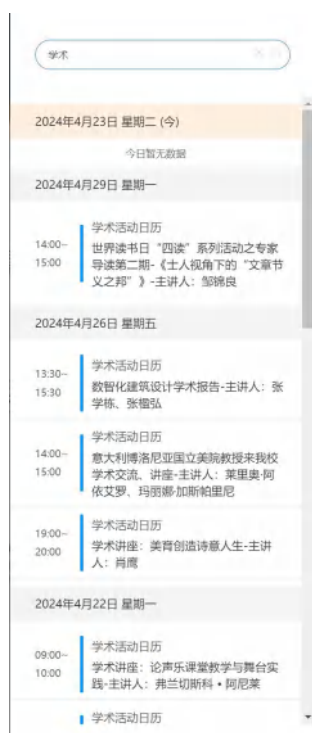 学术
2024年4月23日 星期二 (今)
今日暂无数据
2024年4月29日 星期一
学术活动日历
14:00~
15:00
世界读书日“四读”系列活动之专家
导读第二期-《士人视角下的“文章节
义之邦”》-主讲人：邹锦良
2024年4月26日 星期五
学术活动日历
13:30~
15:30
数智化建筑设计学术报告-主讲人：张
学栋、张楹弘
学术活动日历
14:00~
15:00
意大利博洛尼亚国立美院教授来我校
学术交流、讲座-主讲人：莱里奥·阿
依艾罗、玛丽娜·加斯帕里尼
学术活动日历
19:00~
20:00
学术讲座：美育创造诗意人生-主讲
人：肖鹰
2024年4月22日 星期一
学术活动日历
09:00~
10:00
学术讲座：论声乐课堂教学与舞台实
践-主讲人：弗兰切斯科·阿尼莱
学术活动日历